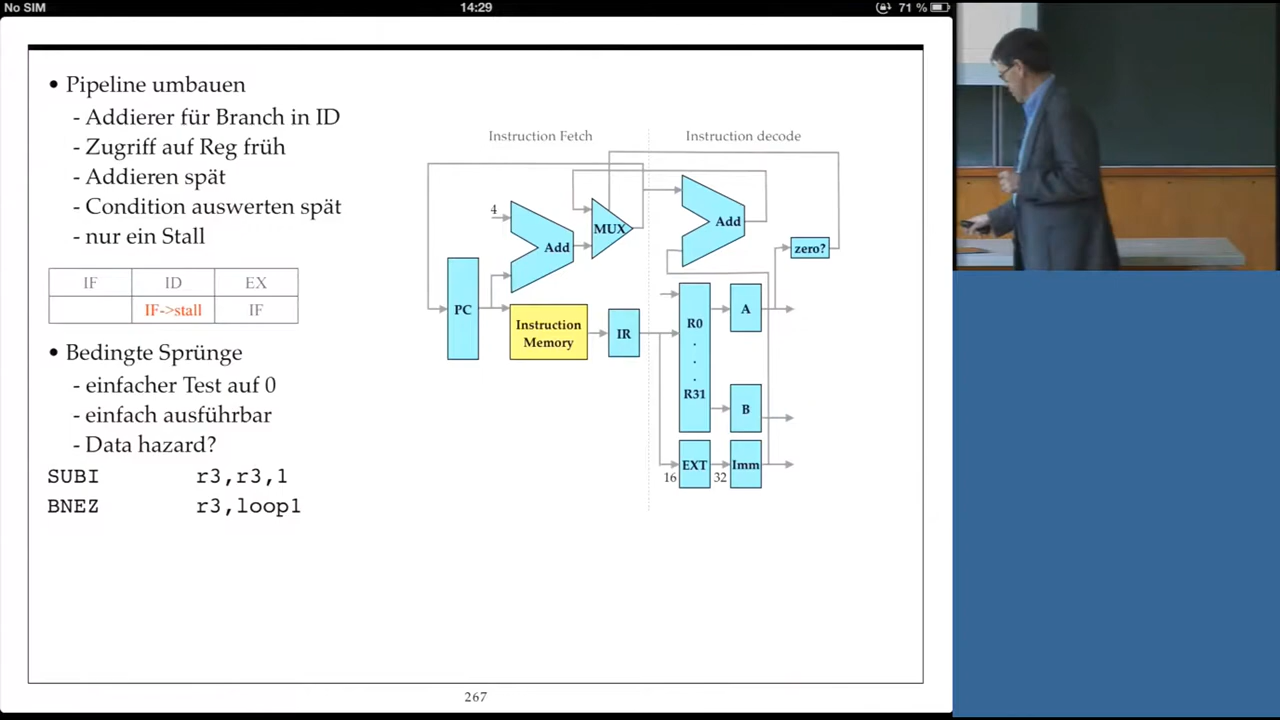 No SIM 14:29 71 %
• Pipeline umbauen
- Addierer für Branch in ID
- Zugriff auf Reg früh
- Addieren spät
- Condition auswerten spät
- nur ein Stall
IF ID EX
IF->stall IF
• Bedingte Sprünge
- einfacher Test auf 0
- einfach ausführbar
- Data hazard?
SUBI r3,r3,1
BNEZ r3,loop1
Instruction Fetch Instruction decode
4
Add
MUX
Add
zero?
PC
Instruction
Memory
IR
R0
.
.
.
R31
A
B
16 EXT 32 Imm
267